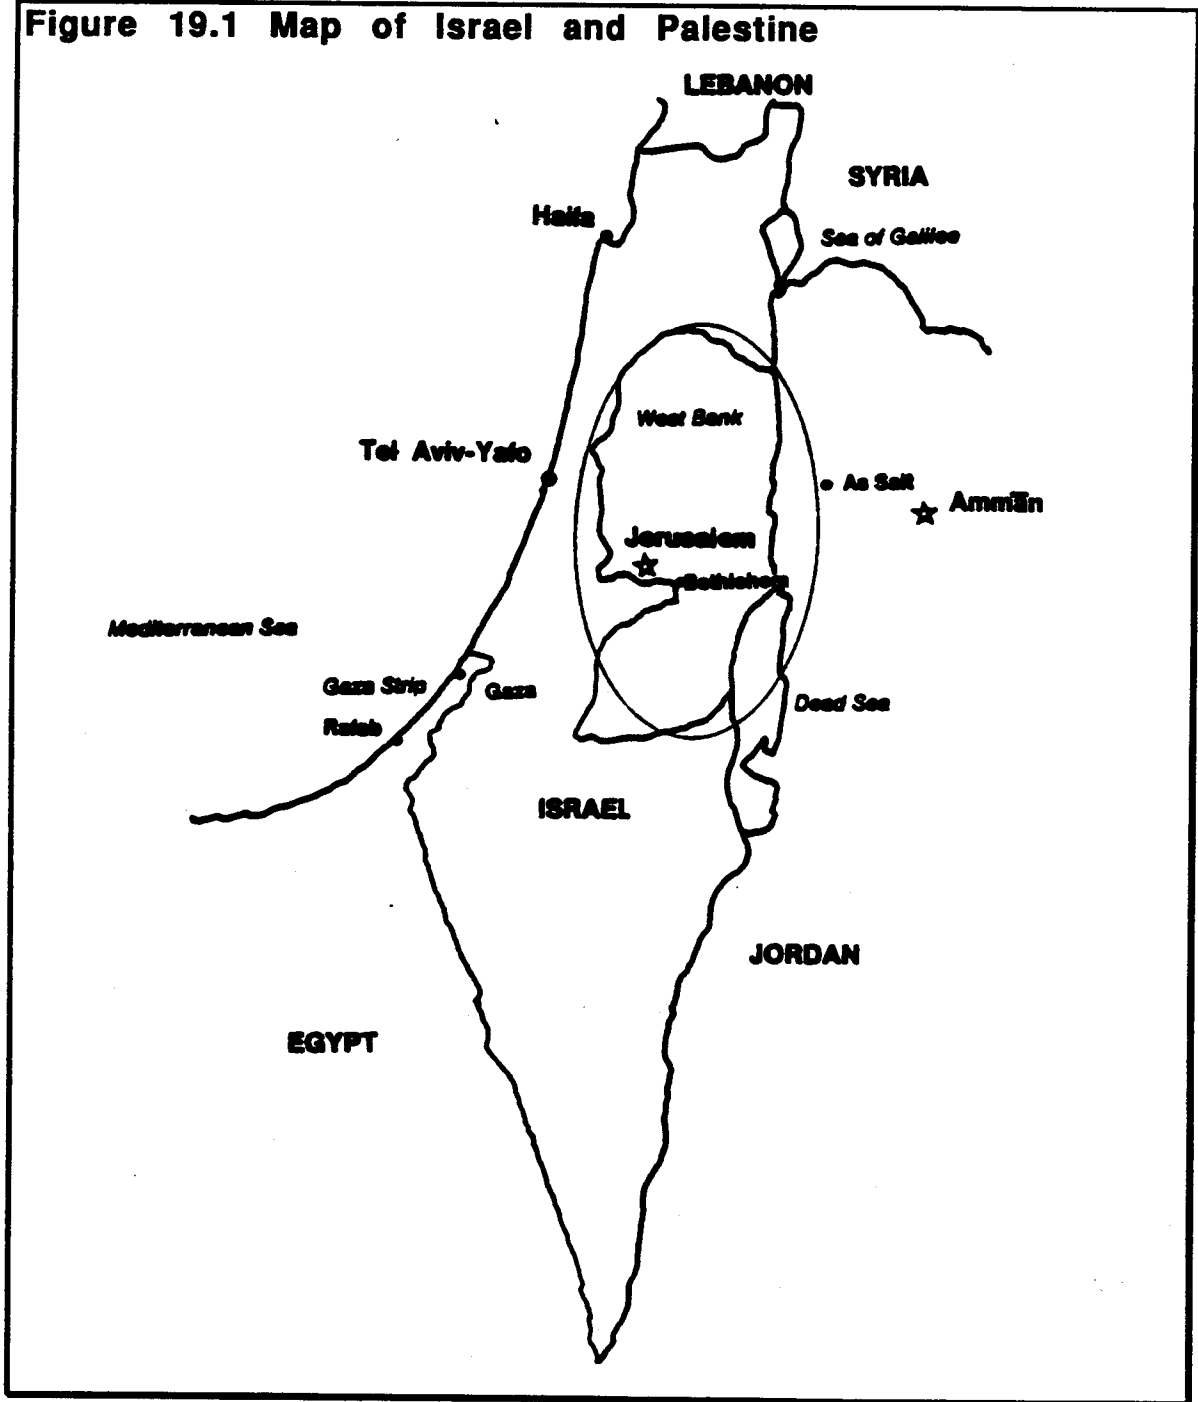 Figure 19.1 Map of Israel and Palestine
LEBANON
SYRIA
Haifa
Sea of Galilee
West Bank
Tel Aviv-Yafo
As Salt
Ammān
Jerusalem
Bethlehem
Mediterranean Sea
Gaza Strip
Gaza
Dead Sea
Rafah
ISRAEL
JORDAN
EGYPT